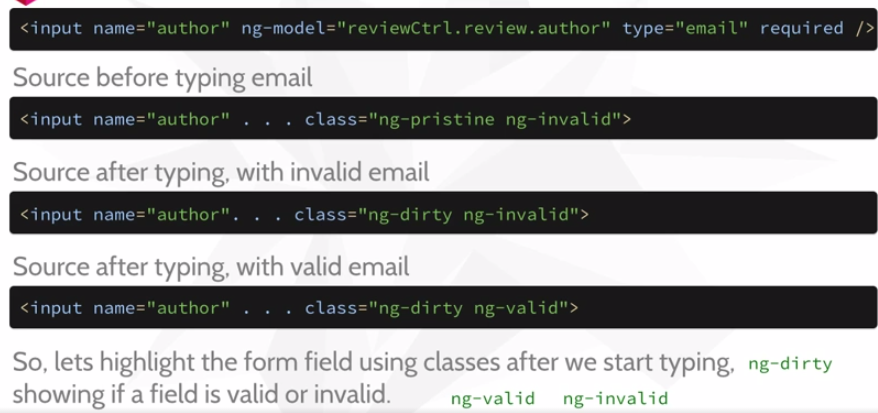 <input name="author" ng-model="reviewCtrl.review.author" type="email" required />
Source before typing email
<input name="author" . . . class="ng-pristine ng-invalid">
Source after typing, with invalid email
<input name="author". . . class="ng-dirty ng-invalid">
Source after typing, with valid email
<input name="author" . . . class="ng-dirty ng-valid">
So, lets highlight the form field using classes after we start typing, ng-dirty
showing if a field is valid or invalid. ng-valid ng-invalid